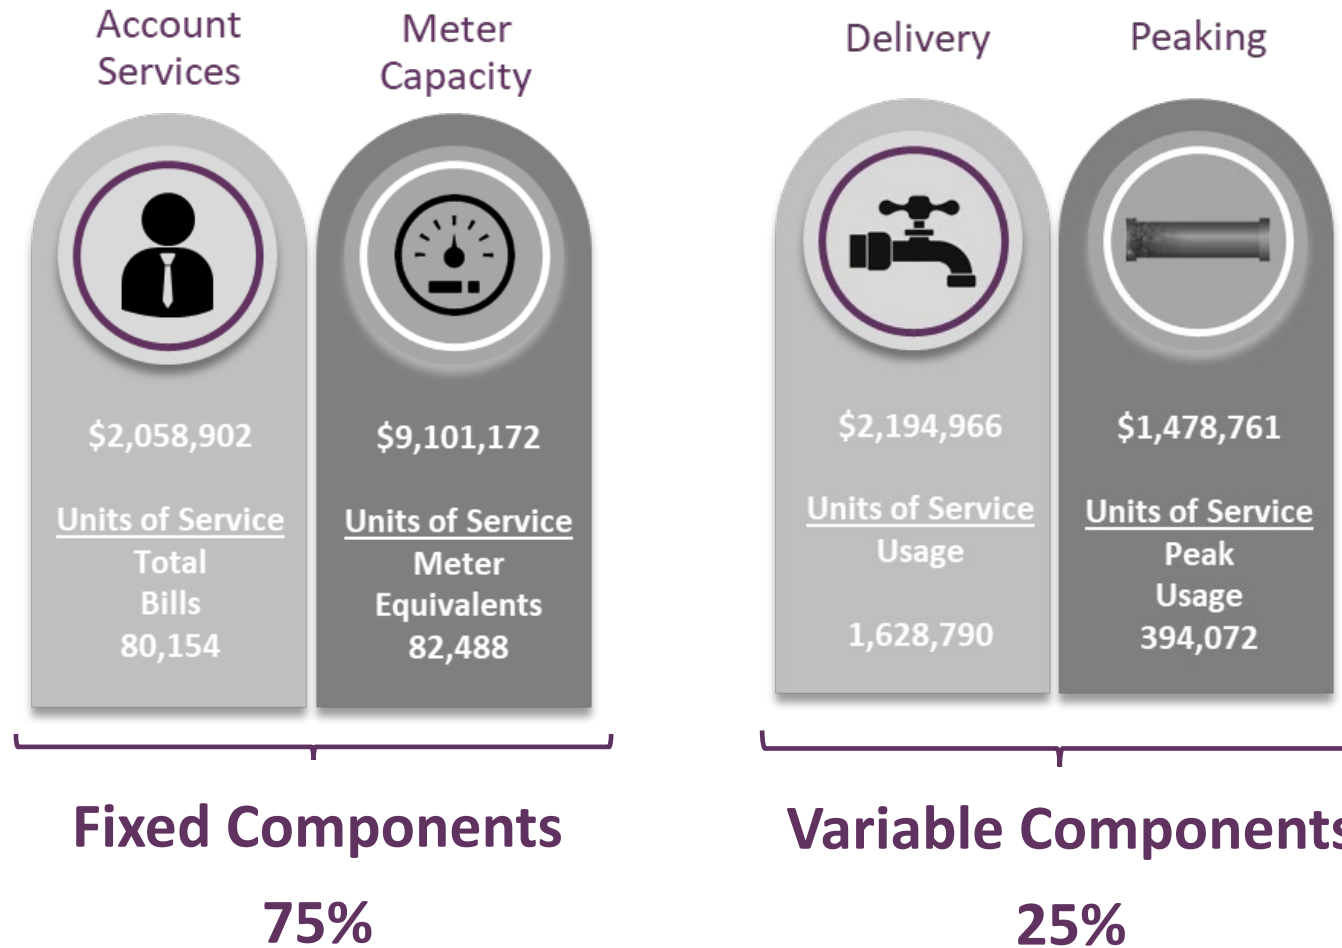 Account
Services
Meter
Capacity
Delivery
Peaking
$2,058,902
Units of Service
Total
Bills
80,154
$9,101,172
Units of Service
Meter
Equivalents
82,488
$2,194,966
Units of Service
Usage
1,628,790
$1,478,761
Units of Service
Peak
Usage
394,072
Fixed Components
75%
Variable Components
25%